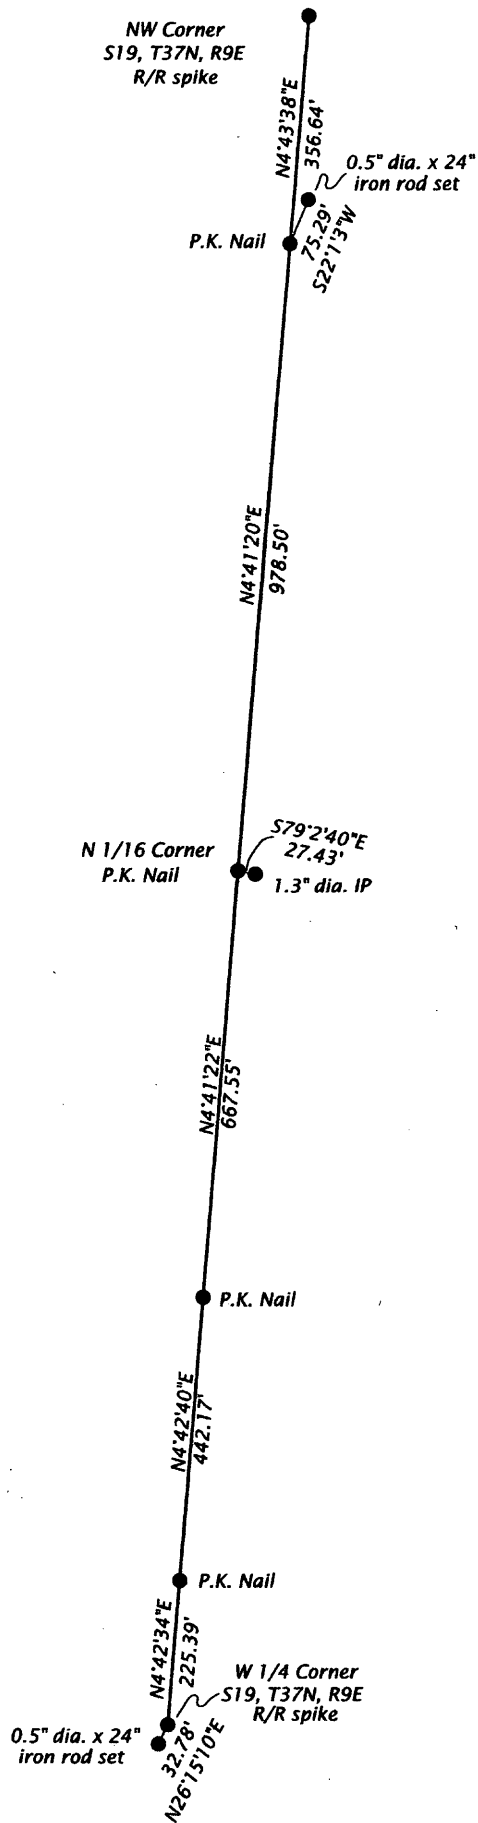 NW Corner
S19, T37N, R9E
R/R spike
N4°43'38"E
356.64'
0.5" dia. x 24"
iron rod set
P.K. Nail
75.29'
S22°1'3"W
N4°41'20"E
978.50'
S79°2'40"E
27.43'
N 1/16 Corner
P.K. Nail
1.3" dia. IP
N4°41'22"E
667.55'
P.K. Nail
N4°42'40"E
442.17'
P.K. Nail
N4°42'34"E
225.39'
W 1/4 Corner
S19, T37N, R9E
R/R spike
0.5" dia. x 24"
iron rod set
32.78'
N26°15'10"E